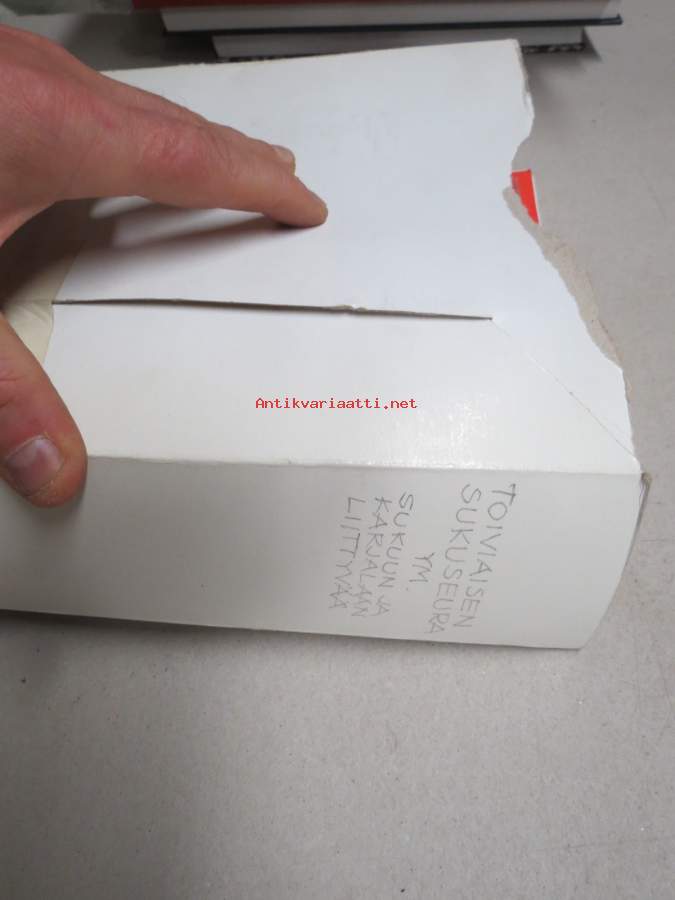 Antikvariaatti.net
TOIVIAISEN
SUKUSEURA
YM.
SUKUUN JA
KARJALAAN
LIITTYVÄÄ